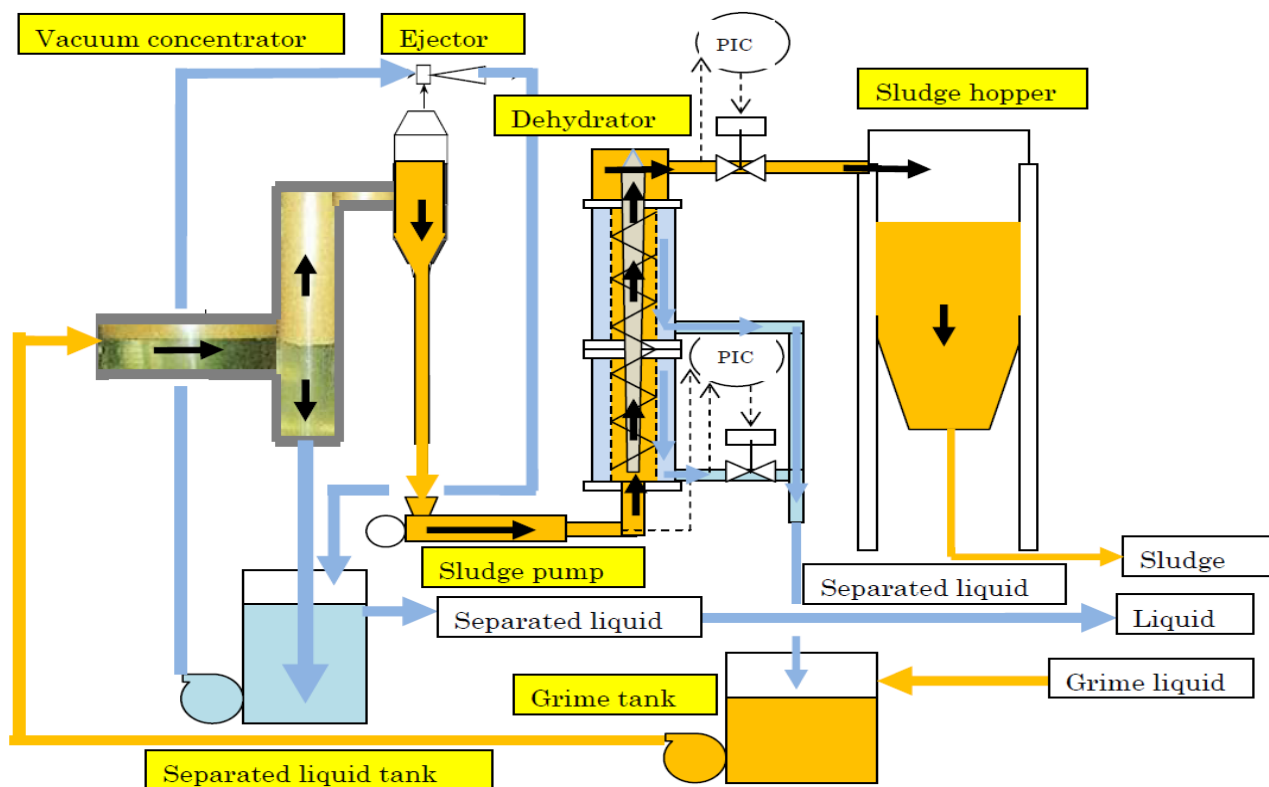 Vacuum concentrator
Ejector
PIC
Dehydrator
Sludge hopper
PIC
Sludge pump
Sludge
Separated liquid
Separated liquid
Liquid
Grime tank
Grime liquid
Separated liquid tank